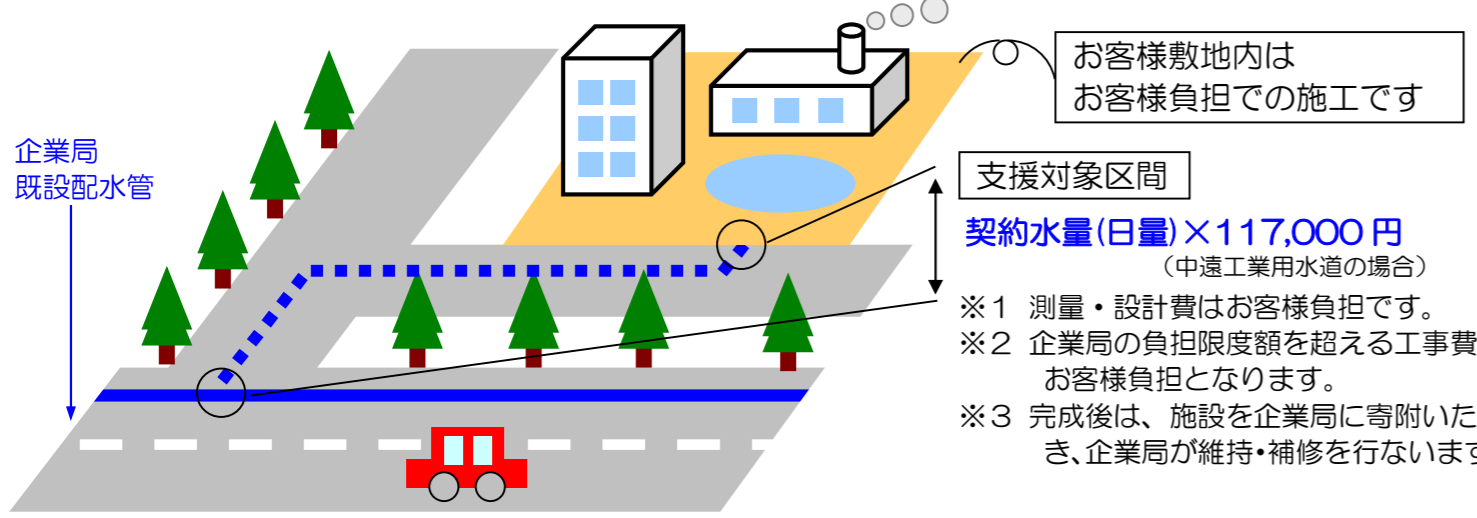 お客様敷地内は
お客様負担での施工です
企業局
既設配水管
支援対象区間
契約水量(日量)×117,000円
(中遠工業用水道の場合)
※1 測量・設計費はお客様負担です。
※2 企業局の負担限度額を超える工事費
お客様負担となります。
※3 完成後は、施設を企業局に寄附いた
き、企業局が維持・補修を行ないます